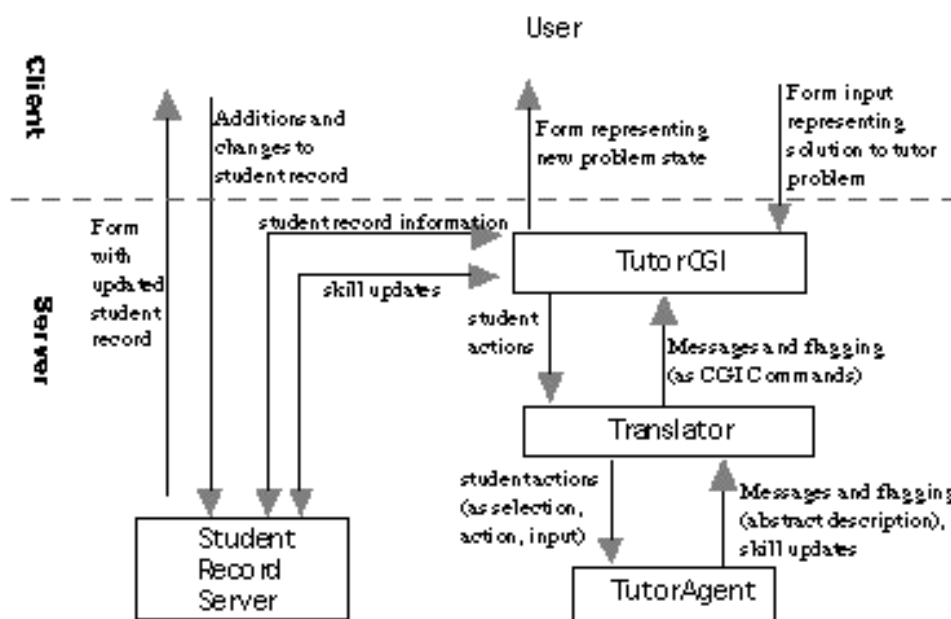 User
Client
Additions and
changes to
student record
Form representing
new problem state
Form input
representing
solution to tutor
problem
Server
Form
with
updated
student
record
student record information
skill updates
TutorCGI
student
actions
Messages and flagging
(as CGI Commands)
Translator
student actions
(as selection,
action, input)
Messages and flagging
(abstract description),
skill updates
Student
Record
Server
TutorAgent